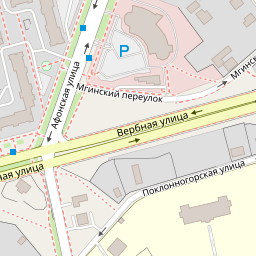 P
Мгинский переулок
Мгинс
Афонская улица
Вербная улица
ная улица
Поклонногорская улица